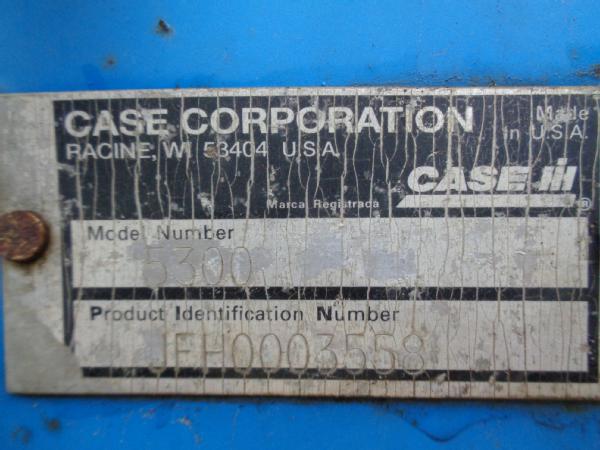 CASE CORPORATION
RACINE, WI 53404 U.S.A.
Made in U.S.A.
CASE IH
Marca Registrada ®
Model Number
5300
Product Identification Number
JFH0003558